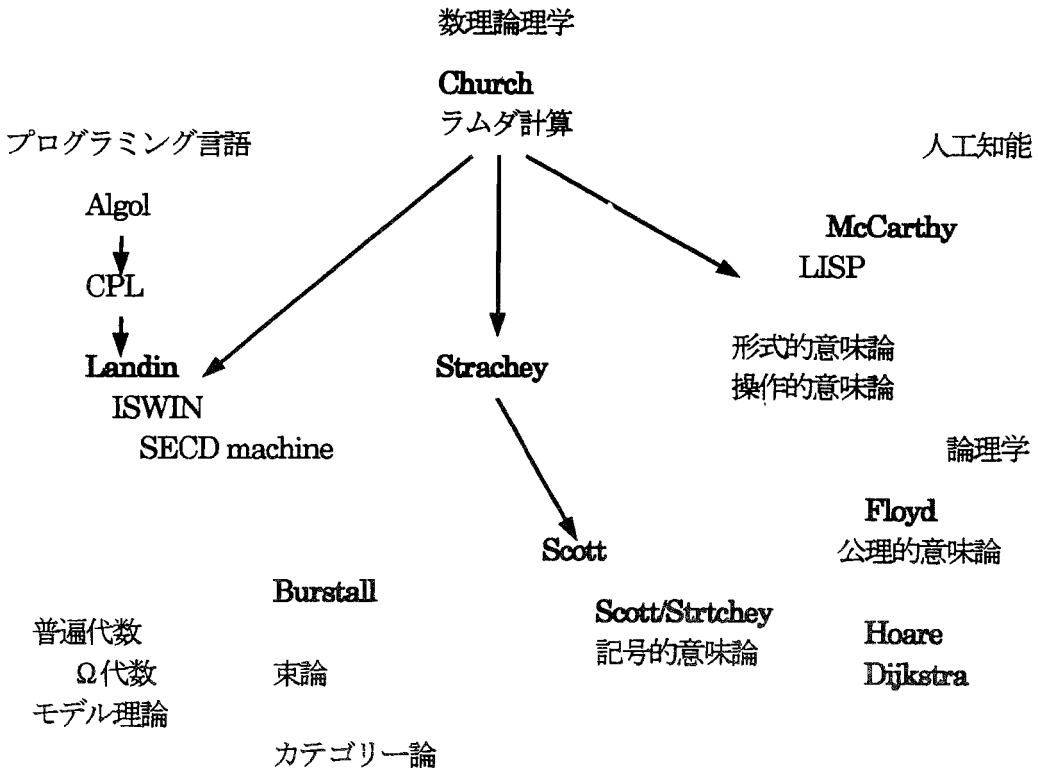 数理論理学
Church
ラムダ計算
プログラミング言語
人工知能
Algol
McCarthy
LISP
CPL
形式的意味論
操作的意味論
Landin
Strachey
ISWIN
SECD machine
論理学
Floyd
公理的意味論
Scott
Burstall
Scott/Strtchey
記号的意味論
Hoare
Dijkstra
普遍代数
Ω代数
束論
モデル理論
カテゴリー論